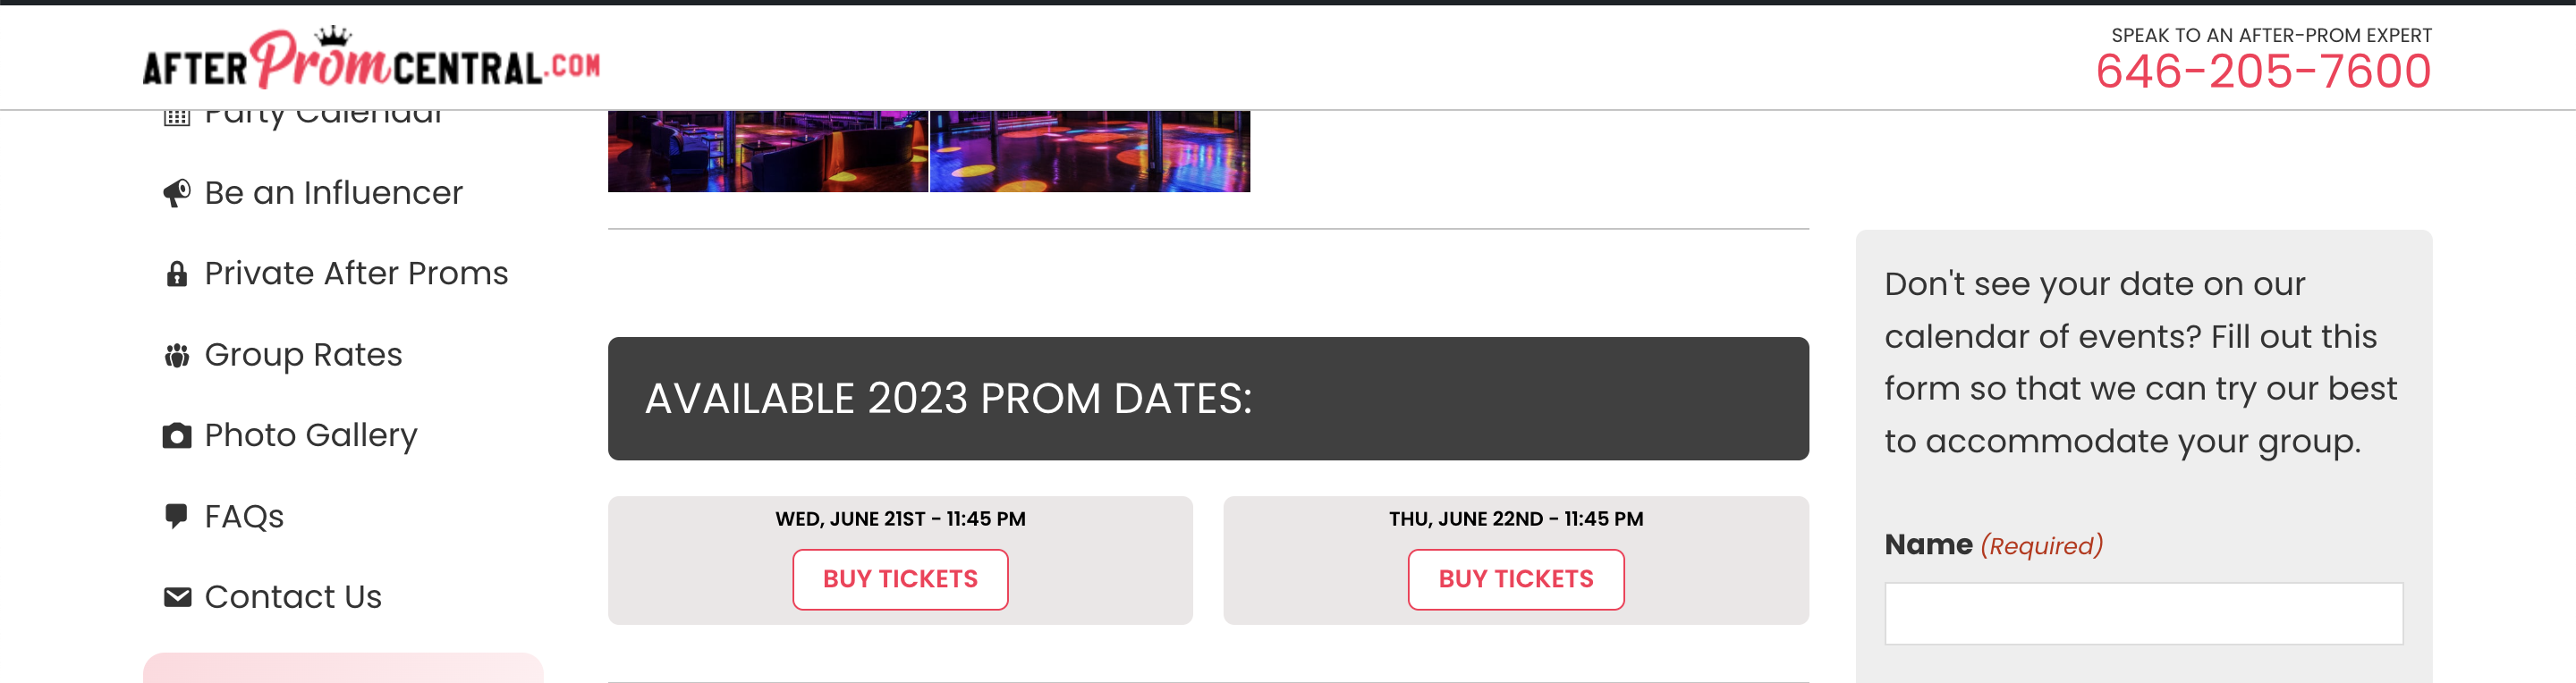 AFTER Prom CENTRAL.COM
SPEAK TO AN AFTER-PROM EXPERT
646-205-7600
Party Calendar
Be an Influencer
Private After Proms
Group Rates
Photo Gallery
FAQs
Contact Us
AVAILABLE 2023 PROM DATES:
WED, JUNE 21ST - 11:45 PM
BUY TICKETS
THU, JUNE 22ND - 11:45 PM
BUY TICKETS
Don't see your date on our
calendar of events? Fill out this
form so that we can try our best
to accommodate your group.
Name (Required)